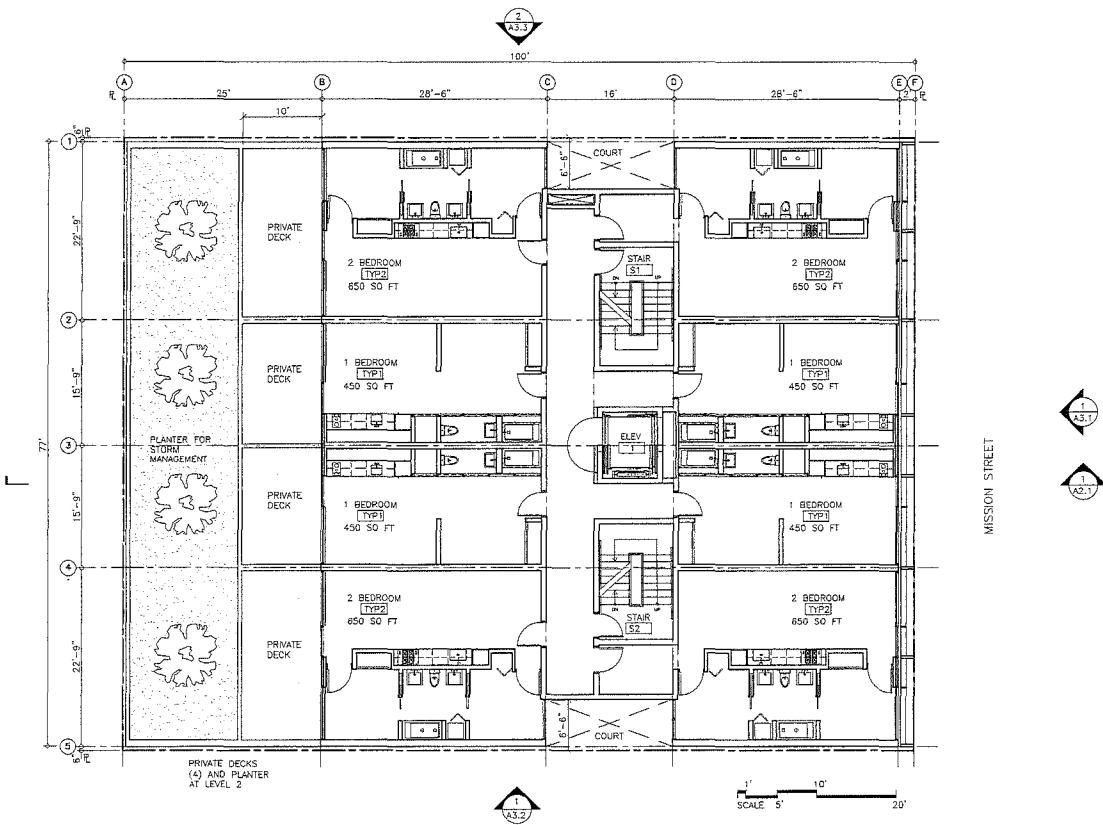 2
A3.3
100'
A
B
C
D
E
F
25'
28'-6"
16'
28'-6"
2'
10'
6"
1
2
3
4
5
22'-9"
15'-9"
77'
15'-9"
22'-9"
6"
COURT
6'-6"
PRIVATE
DECK
2 BEDROOM
TYP2
650 SQ FT
STAIR
S1
2 BEDROOM
TYP2
650 SQ FT
PRIVATE
DECK
1 BEDROOM
TYP1
450 SQ FT
1 BEDROOM
TYP1
450 SQ FT
ELEV
1
PLANTER FOR
STORM
MANAGEMENT
PRIVATE
DECK
1 BEDROOM
TYP1
450 SQ FT
1 BEDROOM
TYP1
450 SQ FT
PRIVATE
DECK
2 BEDROOM
TYP2
650 SQ FT
STAIR
S2
2 BEDROOM
TYP2
650 SQ FT
6'-6"
COURT
MISSION STREET
1
A3.1
1
A2.1
PRIVATE DECKS
(4) AND PLANTER
AT LEVEL 2
1
A3.2
1' 10'
SCALE 5' 20'